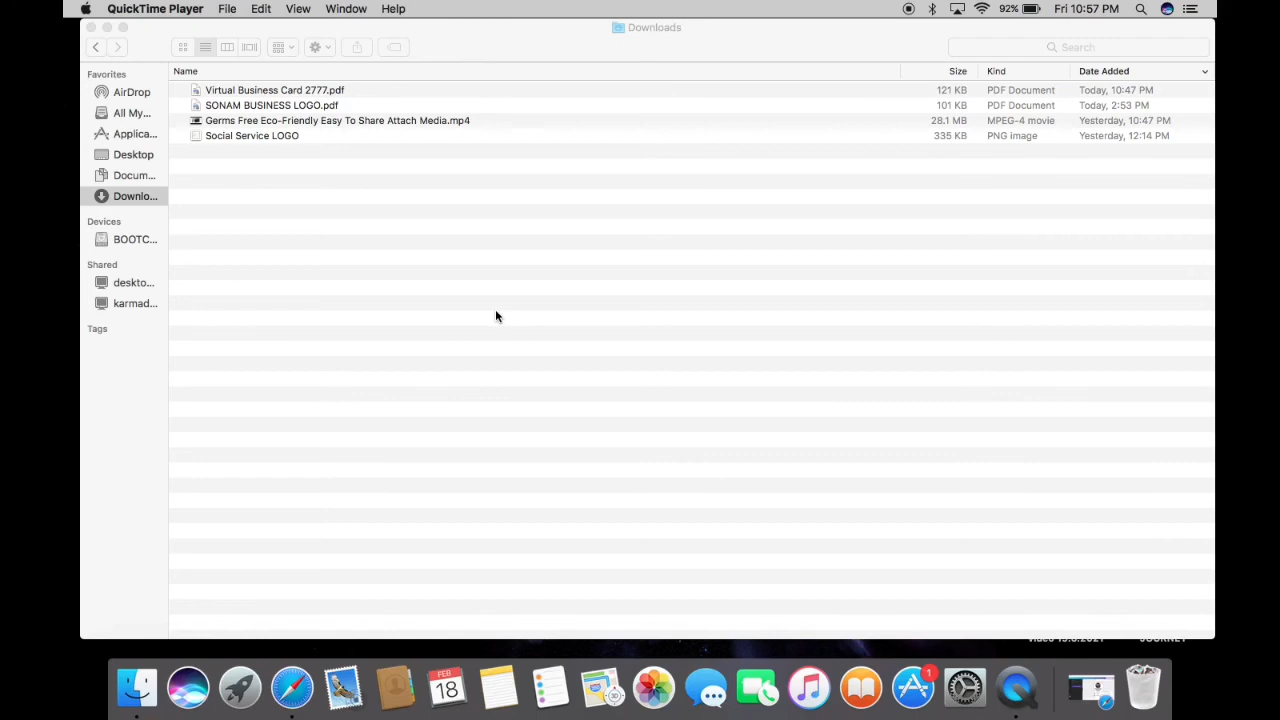 QuickTime Player File Edit View Window Help 92% Fri 10:57 PM
Downloads
Search
Favorites
AirDrop
All My...
Applica...
Desktop
Docum...
Downlo...
Devices
BOOTC...
Shared
deskto...
karmad...
Tags
Name Size Kind Date Added
Virtual Business Card 2777.pdf 121 KB PDF Document Today, 10:47 PM
SONAM BUSINESS LOGO.pdf 101 KB PDF Document Today, 2:53 PM
Germs Free Eco-Friendly Easy To Share Attach Media.mp4 28.1 MB MPEG-4 movie Yesterday, 10:47 PM
Social Service LOGO 335 KB PNG image Yesterday, 12:14 PM
FEB
18
1